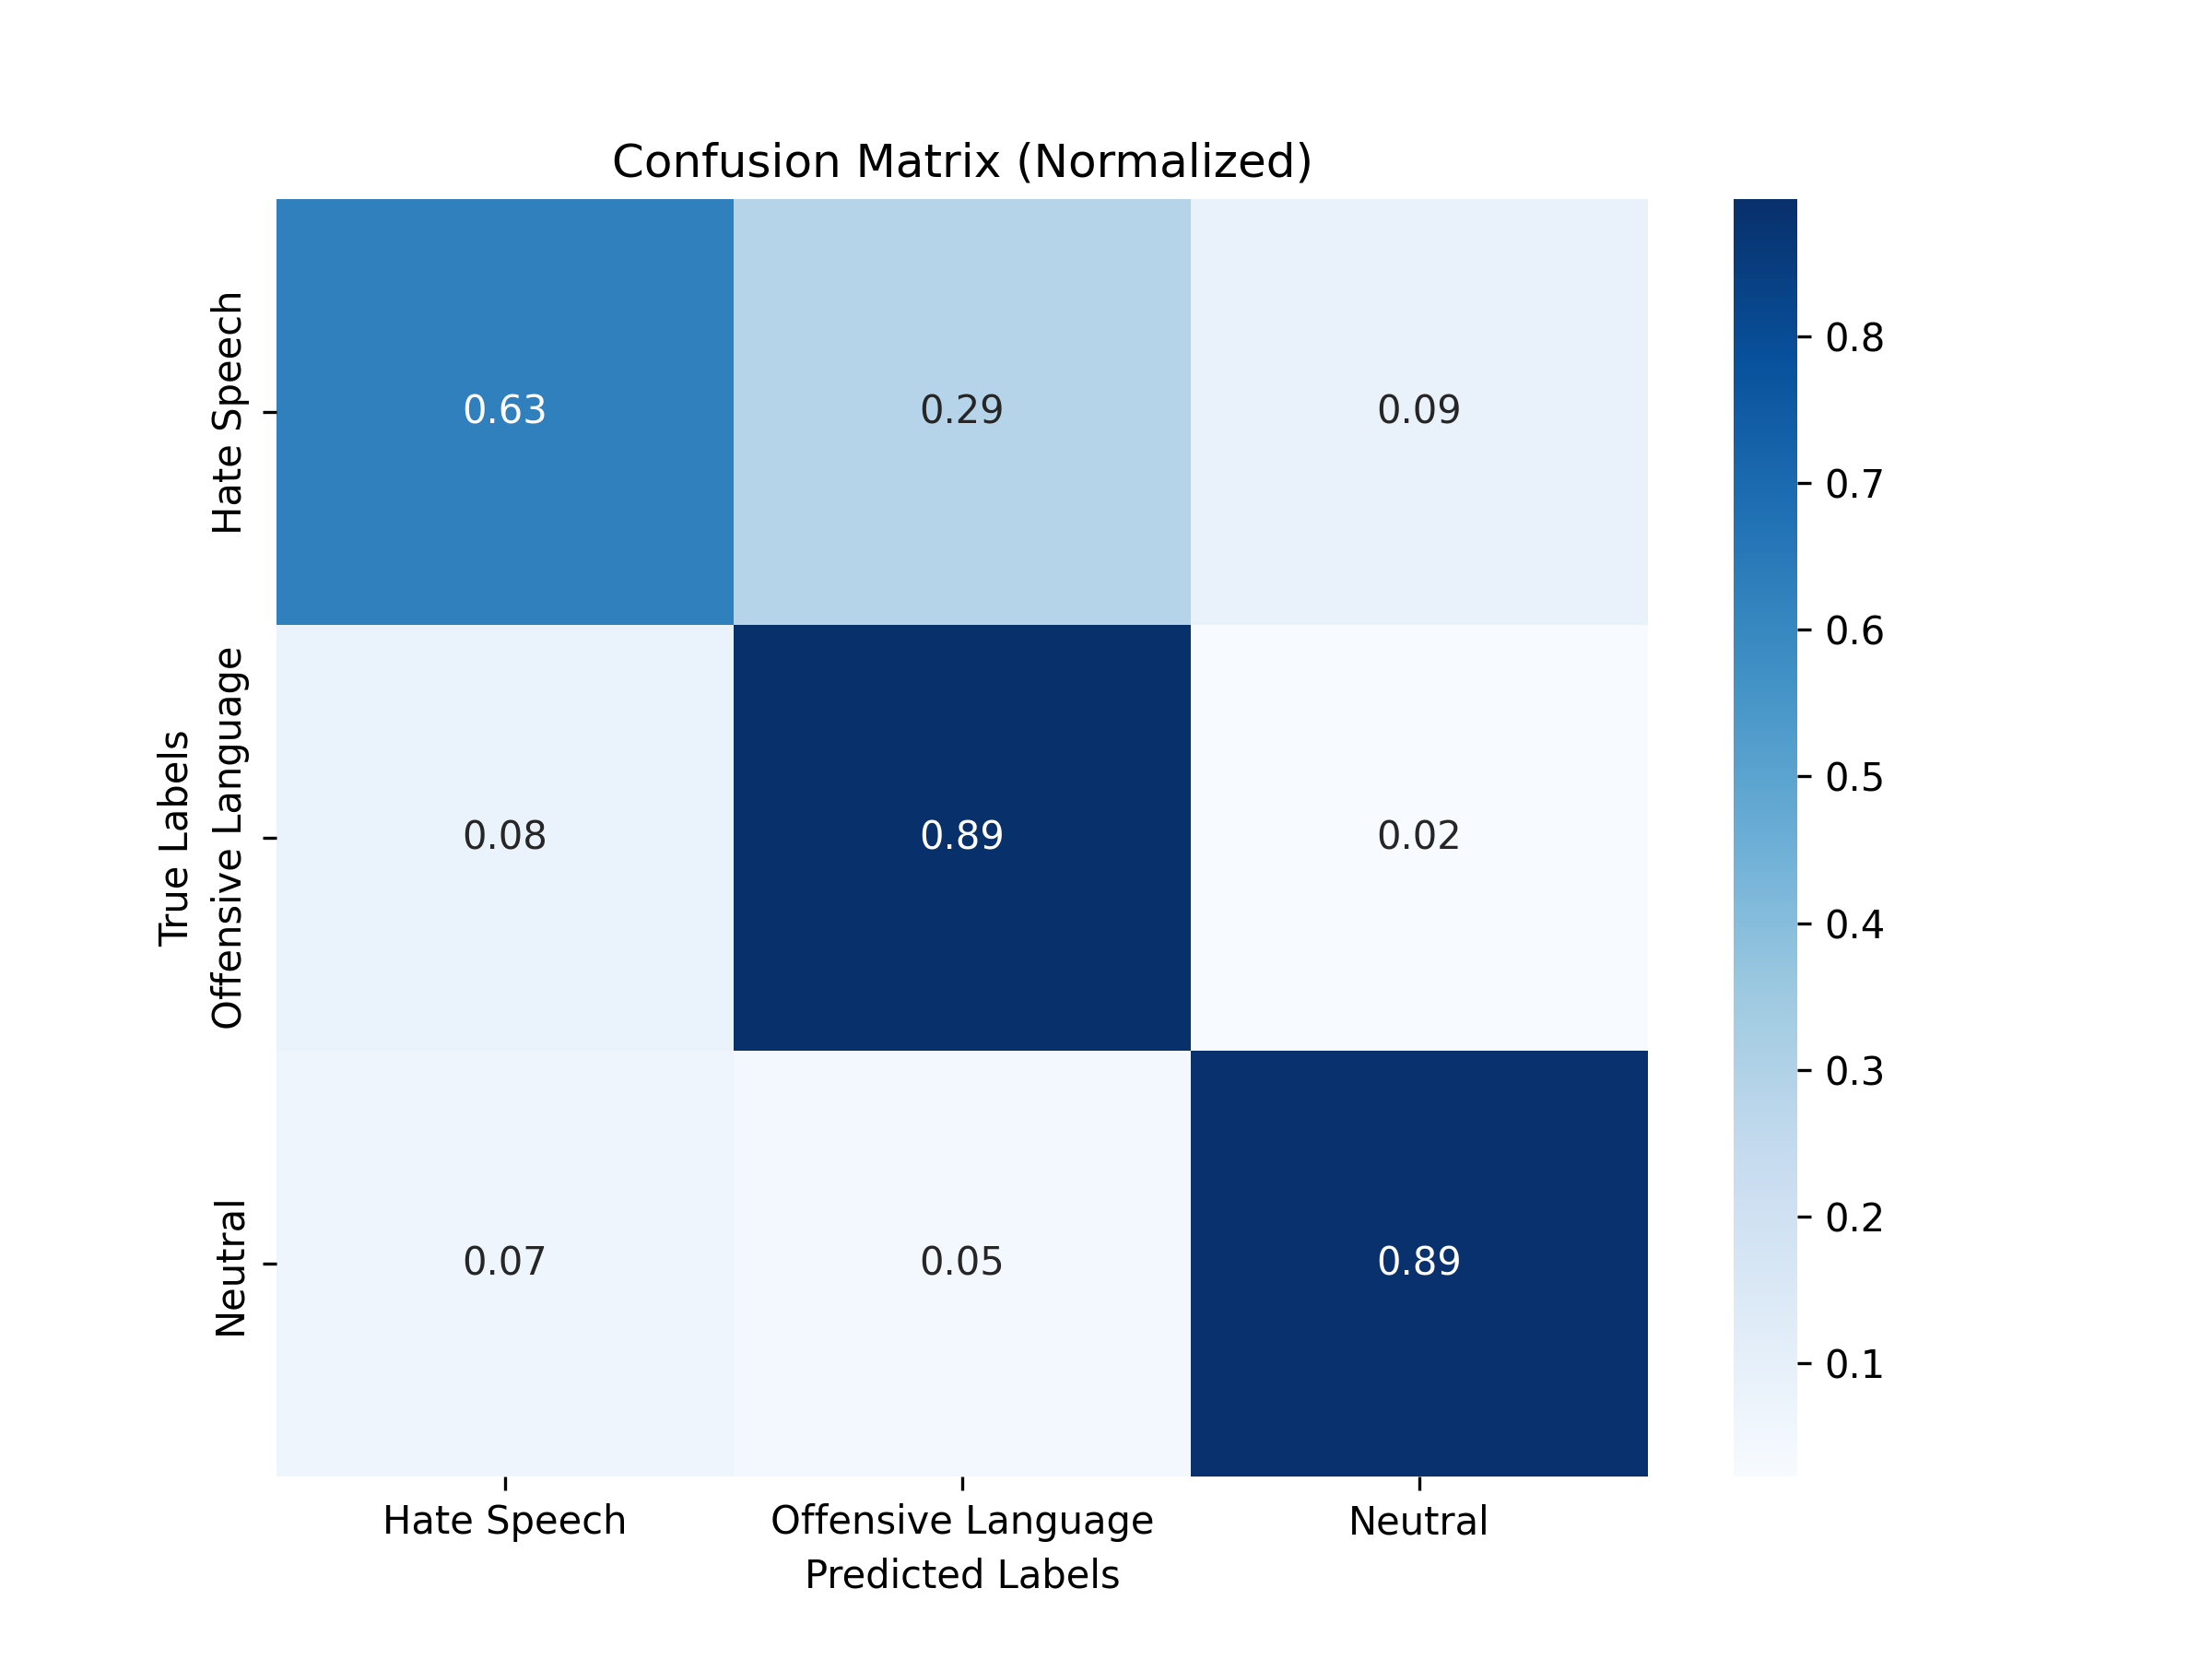 Confusion Matrix (Normalized)
True Labels
Hate Speech
0.63 0.29 0.09
Offensive Language
0.08 0.89 0.02
Neutral
0.07 0.05 0.89
Hate Speech Offensive Language Neutral
Predicted Labels
0.8
0.7
0.6
0.5
0.4
0.3
0.2
0.1